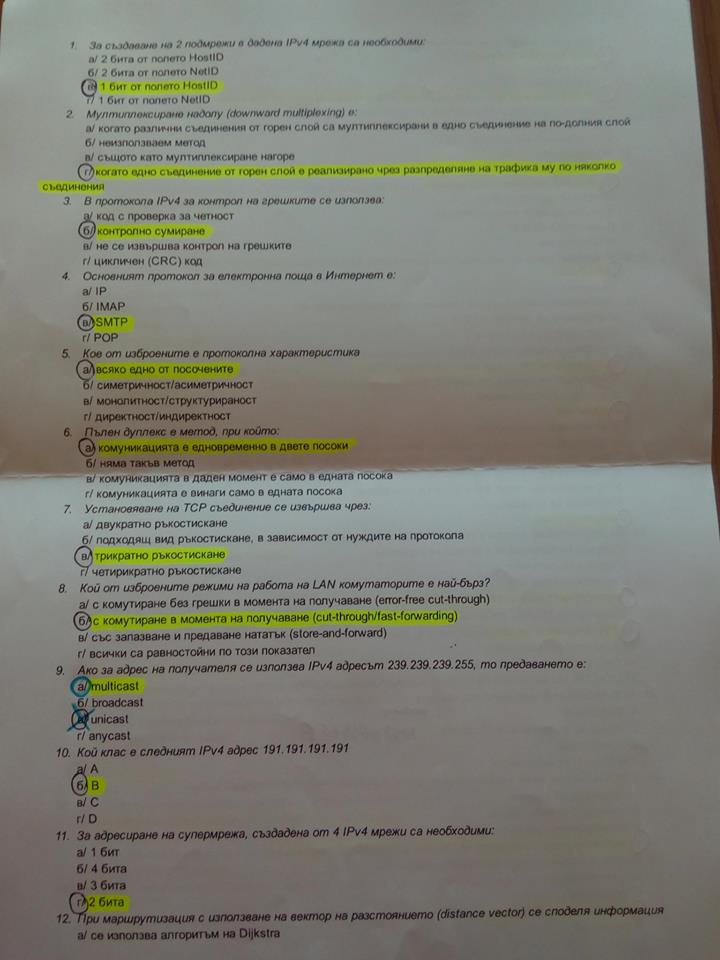 1. За създаване на 2 подмрежи в дадена IPv4 мрежа са необходими:
а/ 2 бита от полето HostID
б/ 2 бита от полето NetID
в/ 1 бит от полето HostID
г/ 1 бит от полето NetID
2. Мултиплексиране надолу (downward multiplexing) е:
а/ когато различни съединения от горен слой са мултиплексирани в едно съединение на по-долния слой
б/ неизползваем метод
в/ същото като мултиплексиране нагоре
г/ когато едно съединение от горен слой е реализирано чрез разпределяне на трафика му по няколко
съединения
3. В протокола IPv4 за контрол на грешките се използва:
а/ код с проверка за четност
б/ контролно сумиране
в/ не се извършва контрол на грешките
г/ цикличен (CRC) код
4. Основният протокол за електронна поща в Интернет е:
а/ IP
б/ IMAP
в/ SMTP
г/ POP
5. Кое от изброените е протоколна характеристика
а/ всяко едно от посочените
б/ симетричност/асиметричност
в/ монолитност/структурираност
г/ директност/индиректност
6. Пълен дуплекс е метод, при който:
а/ комуникацията е едновременно в двете посоки
б/ няма такъв метод
в/ комуникацията в даден момент е само в едната посока
г/ комуникацията е винаги само в едната посока
7. Установяване на TCP съединение се извършва чрез:
а/ двукратно ръкостискане
б/ подходящ вид ръкостискане, в зависимост от нуждите на протокола
в/ трикратно ръкостискане
г/ четирикратно ръкостискане
8. Кой от изброените режими на работа на LAN комутаторите е най-бърз?
а/ с комутиране без грешки в момента на получаване (error-free cut-through)
б/ с комутиране в момента на получаване (cut-through/fast-forwarding)
в/ със запазване и предаване нататък (store-and-forward)
г/ всички са равностойни по този показател
9. Ако за адрес на получателя се използва IPv4 адресът 239.239.239.255, то предаването е:
а/ multicast
б/ broadcast
в/ unicast
г/ anycast
10. Кой клас е следният IPv4 адрес 191.191.191.191
а/ A
б/ B
в/ C
г/ D
11. За адресиране на супермрежа, създадена от 4 IPv4 мрежи са необходими:
а/ 1 бит
б/ 4 бита
в/ 3 бита
г/ 2 бита
12. При маршрутизация с използване на вектор на разстоянието (distance vector) се споделя информация
а/ се използва алгоритъм на Dijkstra